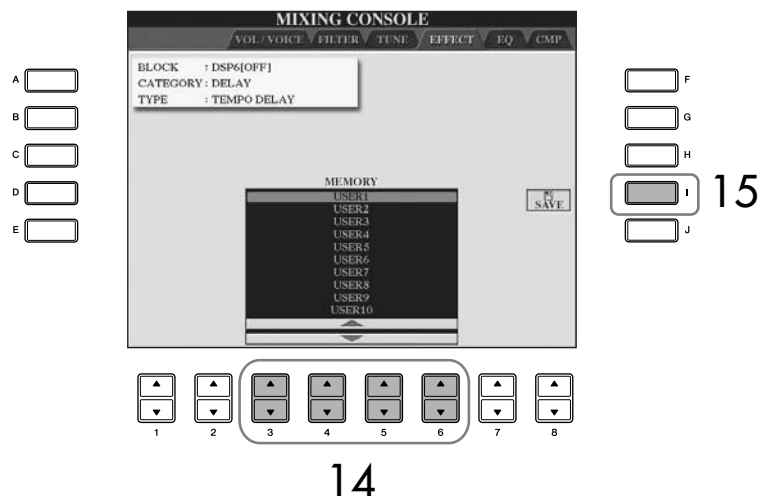 MIXING CONSOLE
VOL/VOICE FILTER TUNE EFFECT EQ CMP
BLOCK : DSP6[OFF]
CATEGORY : DELAY
TYPE : TEMPO DELAY
A
B
C
D
E
F
G
H
I
J
15
MEMORY
USER1
USER2
USER3
USER4
USER5
USER6
USER7
USER8
USER9
USER10
SAVE
1 2 3 4 5 6 7 8
14